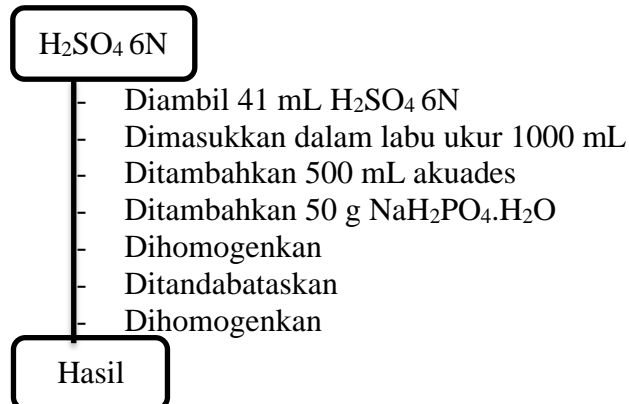 H₂SO₄ 6N
- Diambil 41 mL H₂SO₄ 6N
- Dimasukkan dalam labu ukur 1000 mL
- Ditambahkan 500 mL akuades
- Ditambahkan 50 g NaH₂PO₄.H₂O
- Dihomogenkan
- Ditandabataskan
- Dihomogenkan
Hasil